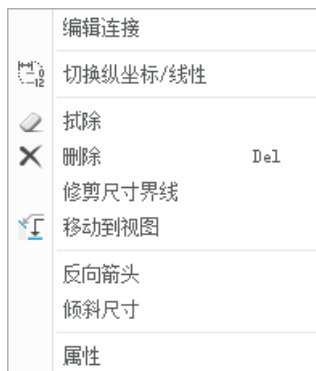 编辑连接
切换纵坐标/线性
拭除
删除 Del
修剪尺寸界线
移动到视图
反向箭头
倾斜尺寸
属性